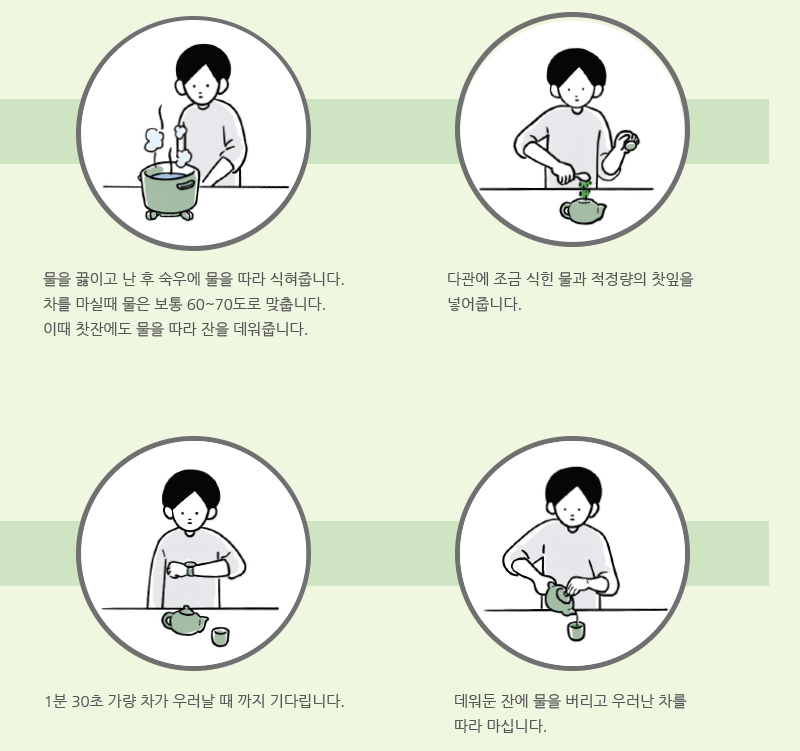 물을 끓이고 난 후 숙우에 물을 따라 식혀줍니다.
차를 마실때 물은 보통 60~70도로 맞춥니다.
이때 찻잔에도 물을 따라 잔을 데워줍니다.
다관에 조금 식힌 물과 적정량의 찻잎을
넣어줍니다.
1분 30초 가량 차가 우러날 때 까지 기다립니다.
데워둔 잔에 물을 버리고 우러난 차를
따라 마십니다.